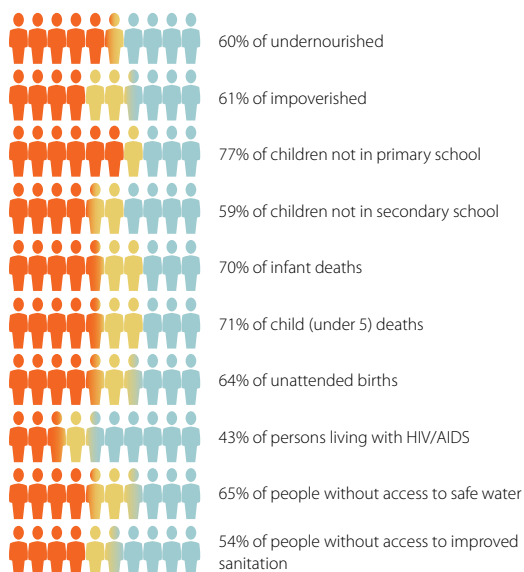 60% of undernourished
61% of impoverished
77% of children not in primary school
59% of children not in secondary school
70% of infant deaths
71% of child (under 5) deaths
64% of unattended births
43% of persons living with HIV/AIDS
65% of people without access to safe water
54% of people without access to improved
sanitation